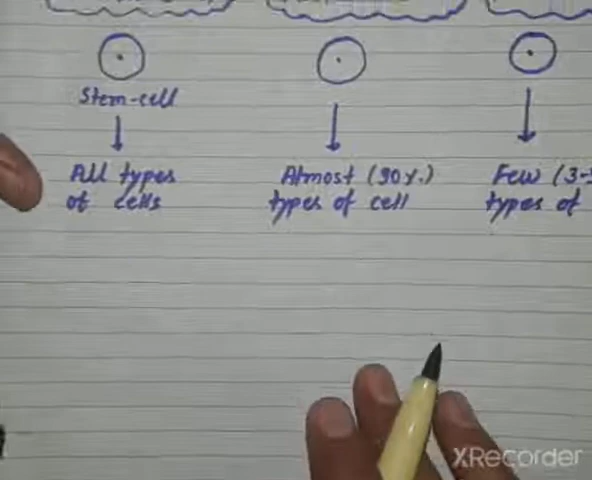 Stem-cell
All types
of cells
Almost (90%.)
types of cell
Few (3-
types of
XRecorder